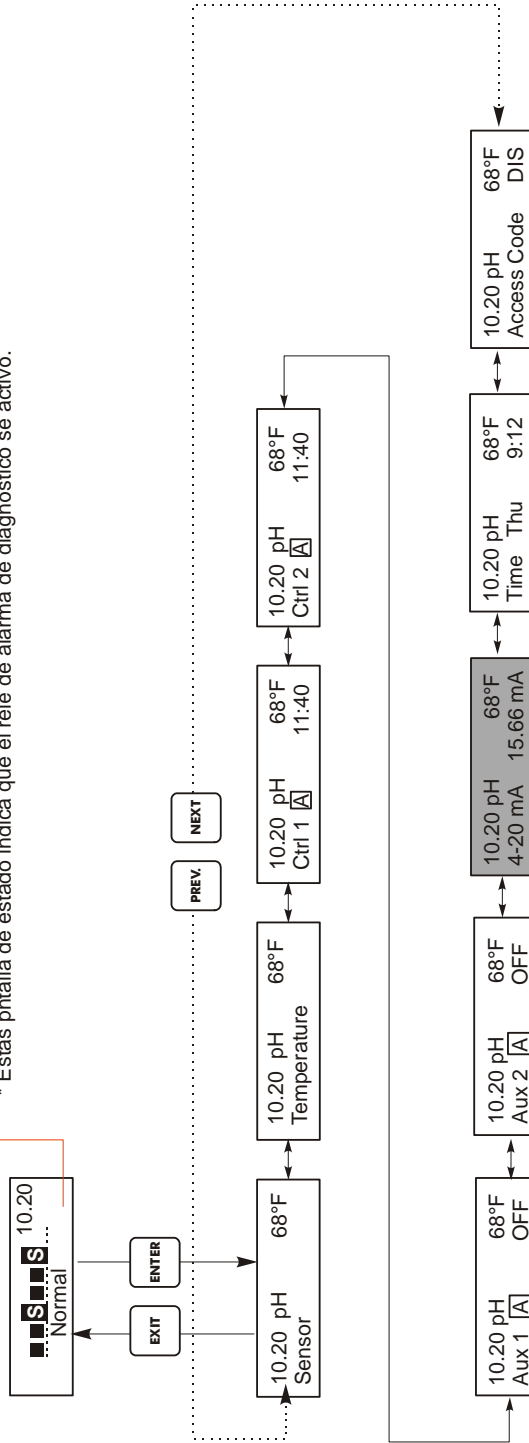 * Estas pntalla de estado indica que el relé de alarma de diagnóstico se activó.
10.20
S S
Normal
EXIT
ENTER
PREV.
NEXT
10.20 pH 68°F
Sensor
10.20 pH 68°F
Temperature
10.20 pH 68°F
Ctrl 1 A 11:40
10.20 pH 68°F
Ctrl 2 A 11:40
10.20 pH 68°F
Aux 1 A OFF
10.20 pH 68°F
Aux 2 A OFF
10.20 pH 68°F
4-20 mA 15.66 mA
10.20 pH 68°F
Time Thu 9:12
10.20 pH 68°F
Access Code DIS